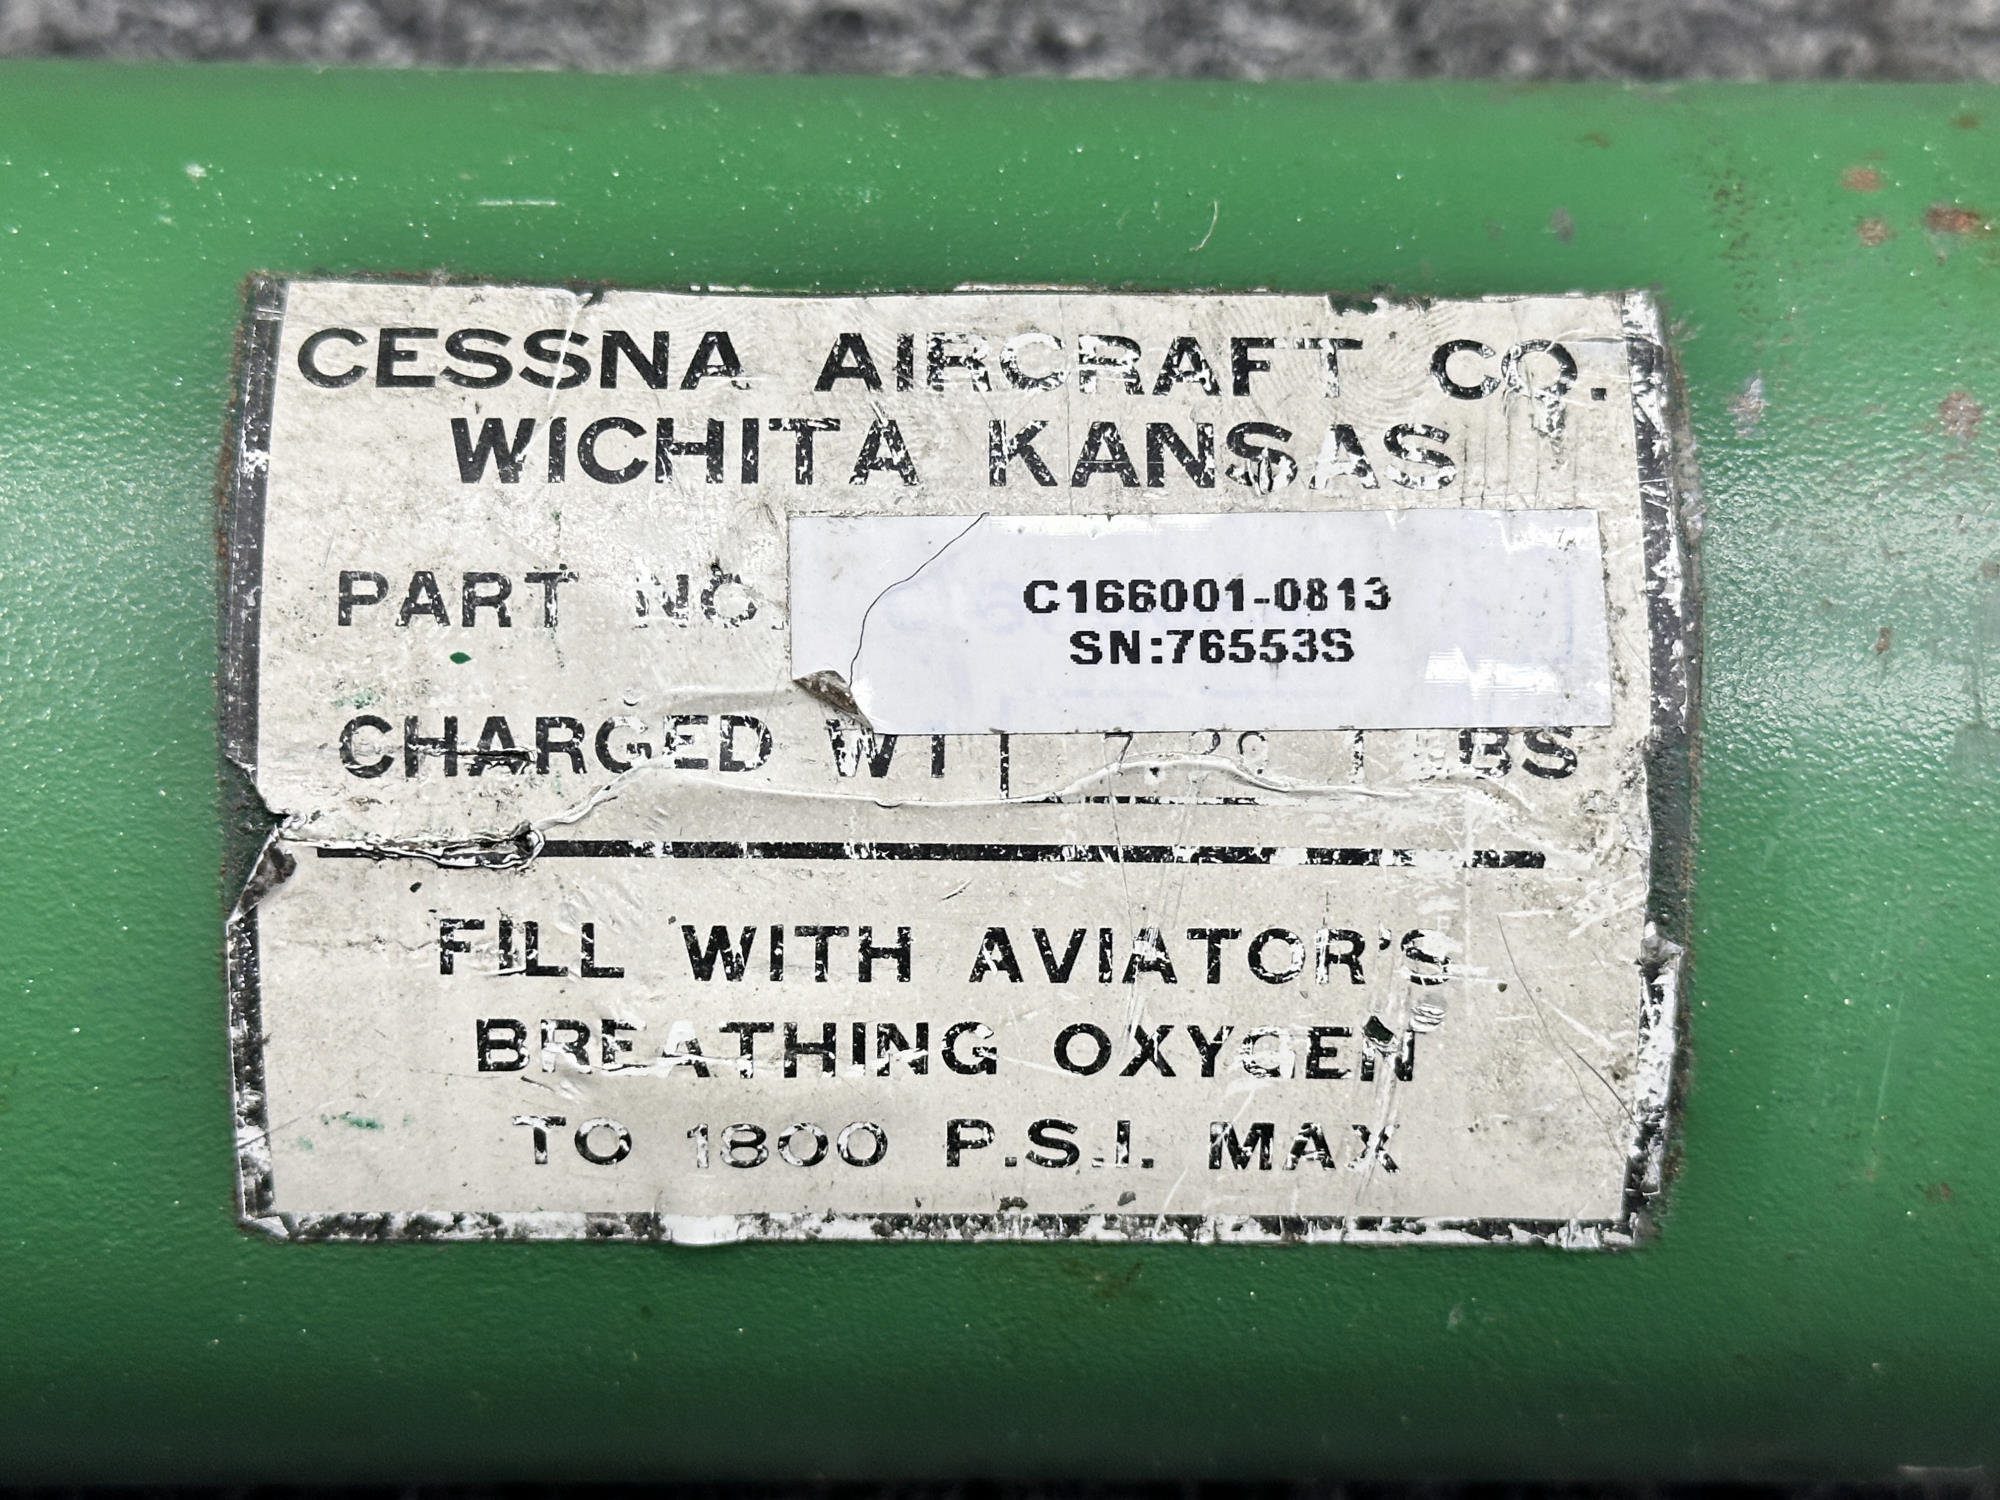 CESSNA AIRCRAFT CO.
WICHITA KANSAS
PART NO.
C166001-0813
SN:76553S
CHARGED WT LBS
FILL WITH AVIATOR'S
BREATHING OXYGEN
TO 1800 P.S.I. MAX